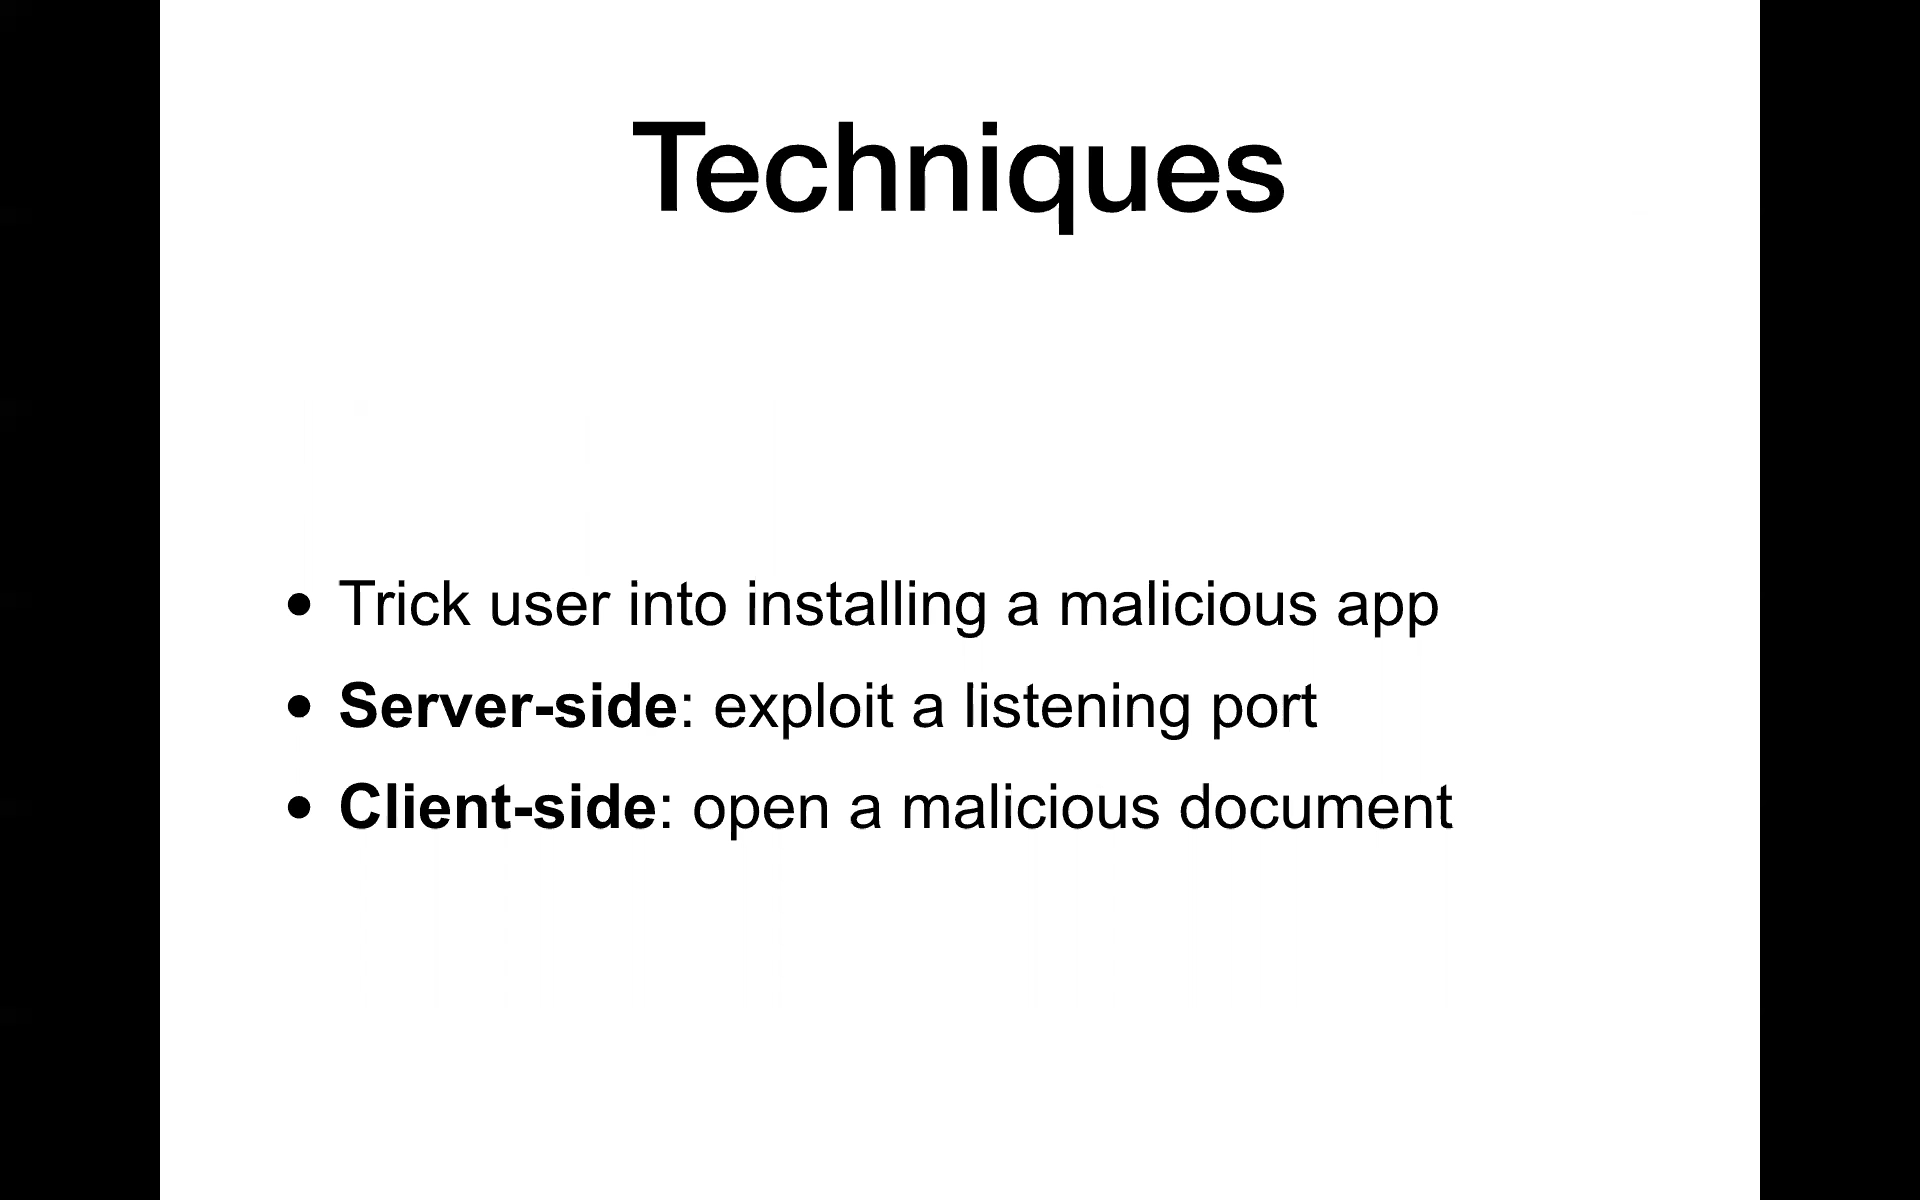 Techniques
• Trick user into installing a malicious app
• Server-side: exploit a listening port
• Client-side: open a malicious document